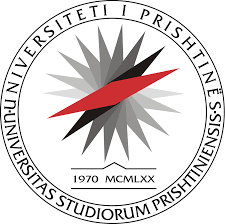 UNIVERSITETI I PRISHTINËS
UNIVERSITAS STUDIORUM PRISHTINIENSIS
1970 MCMLXX